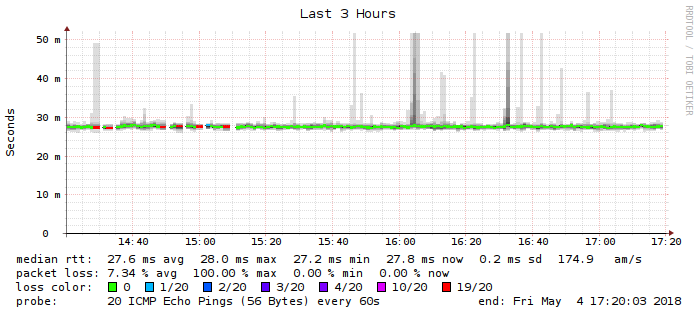 Last 3 Hours
RRDTOOL / TOBI OETIKER
Seconds
50 m
40 m
30 m
20 m
10 m
0
14:40 15:00 15:20 15:40 16:00 16:20 16:40 17:00 17:20
median rtt: 27.6 ms avg 28.0 ms max 27.2 ms min 27.8 ms now 0.2 ms sd 174.9 am/s
packet loss: 7.34 % avg 100.00 % max 0.00 % min 0.00 % now
loss color: 0 1/20 2/20 3/20 4/20 10/20 19/20
probe: 20 ICMP Echo Pings (56 Bytes) every 60s end: Fri May 4 17:20:03 2018